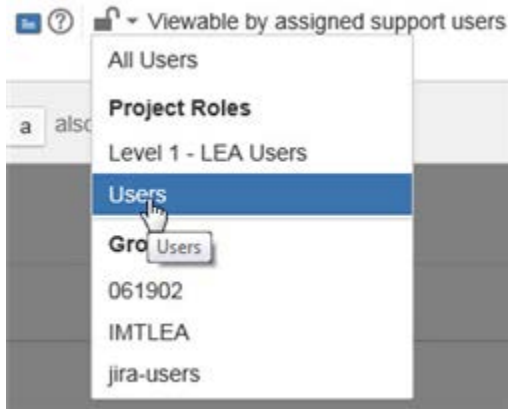 Viewable by assigned support users
All Users
Project Roles
a also
Level 1 - LEA Users
Users
Users
061902
IMTLEA
jira-users